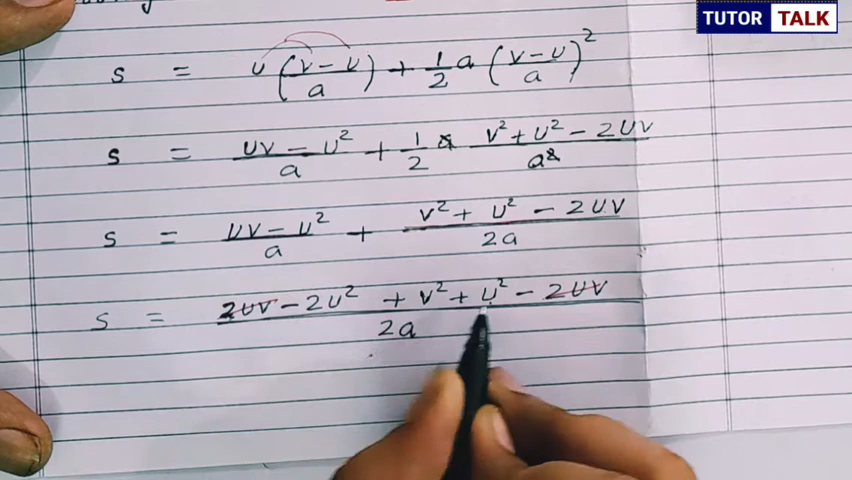 TUTOR TALK
s = u(v-u/a) + 1/2 a (v-u/a)²
s = uv-u²/a + 1/2 a v²+u²-2uv/a²
s = uv-u²/a + v²+u²-2uv/2a
s = 2uv-2u²+v²+u²-2uv/2a